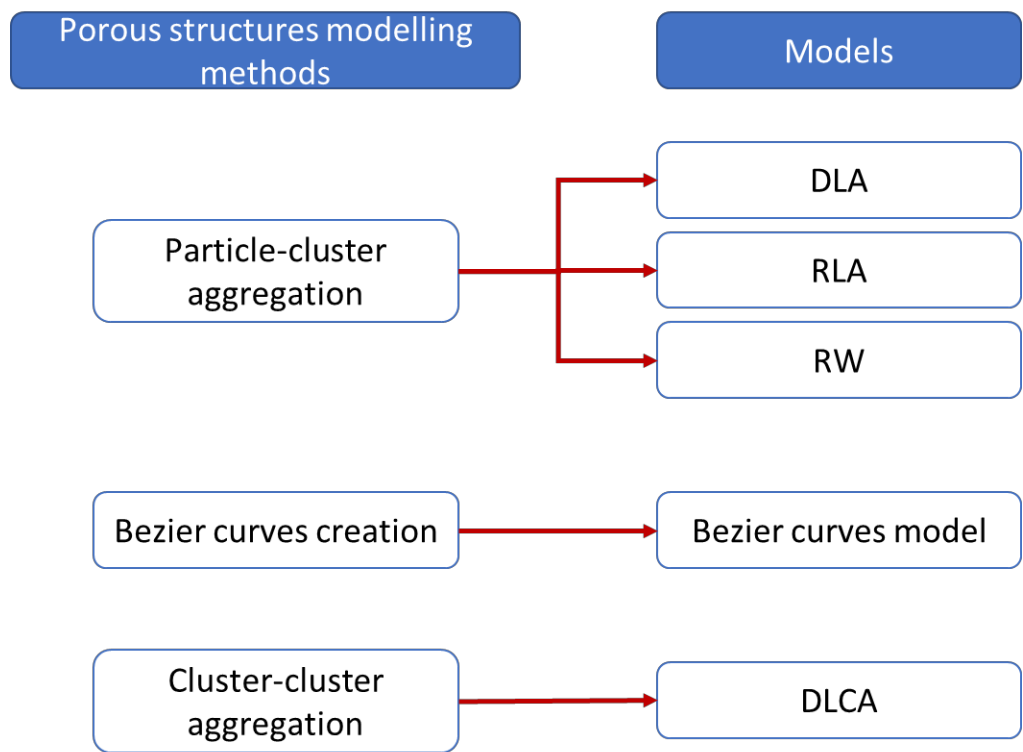 Porous structures modelling
methods
Models
Particle-cluster
aggregation
DLA
RLA
RW
Bezier curves creation
Bezier curves model
Cluster-cluster
aggregation
DLCA